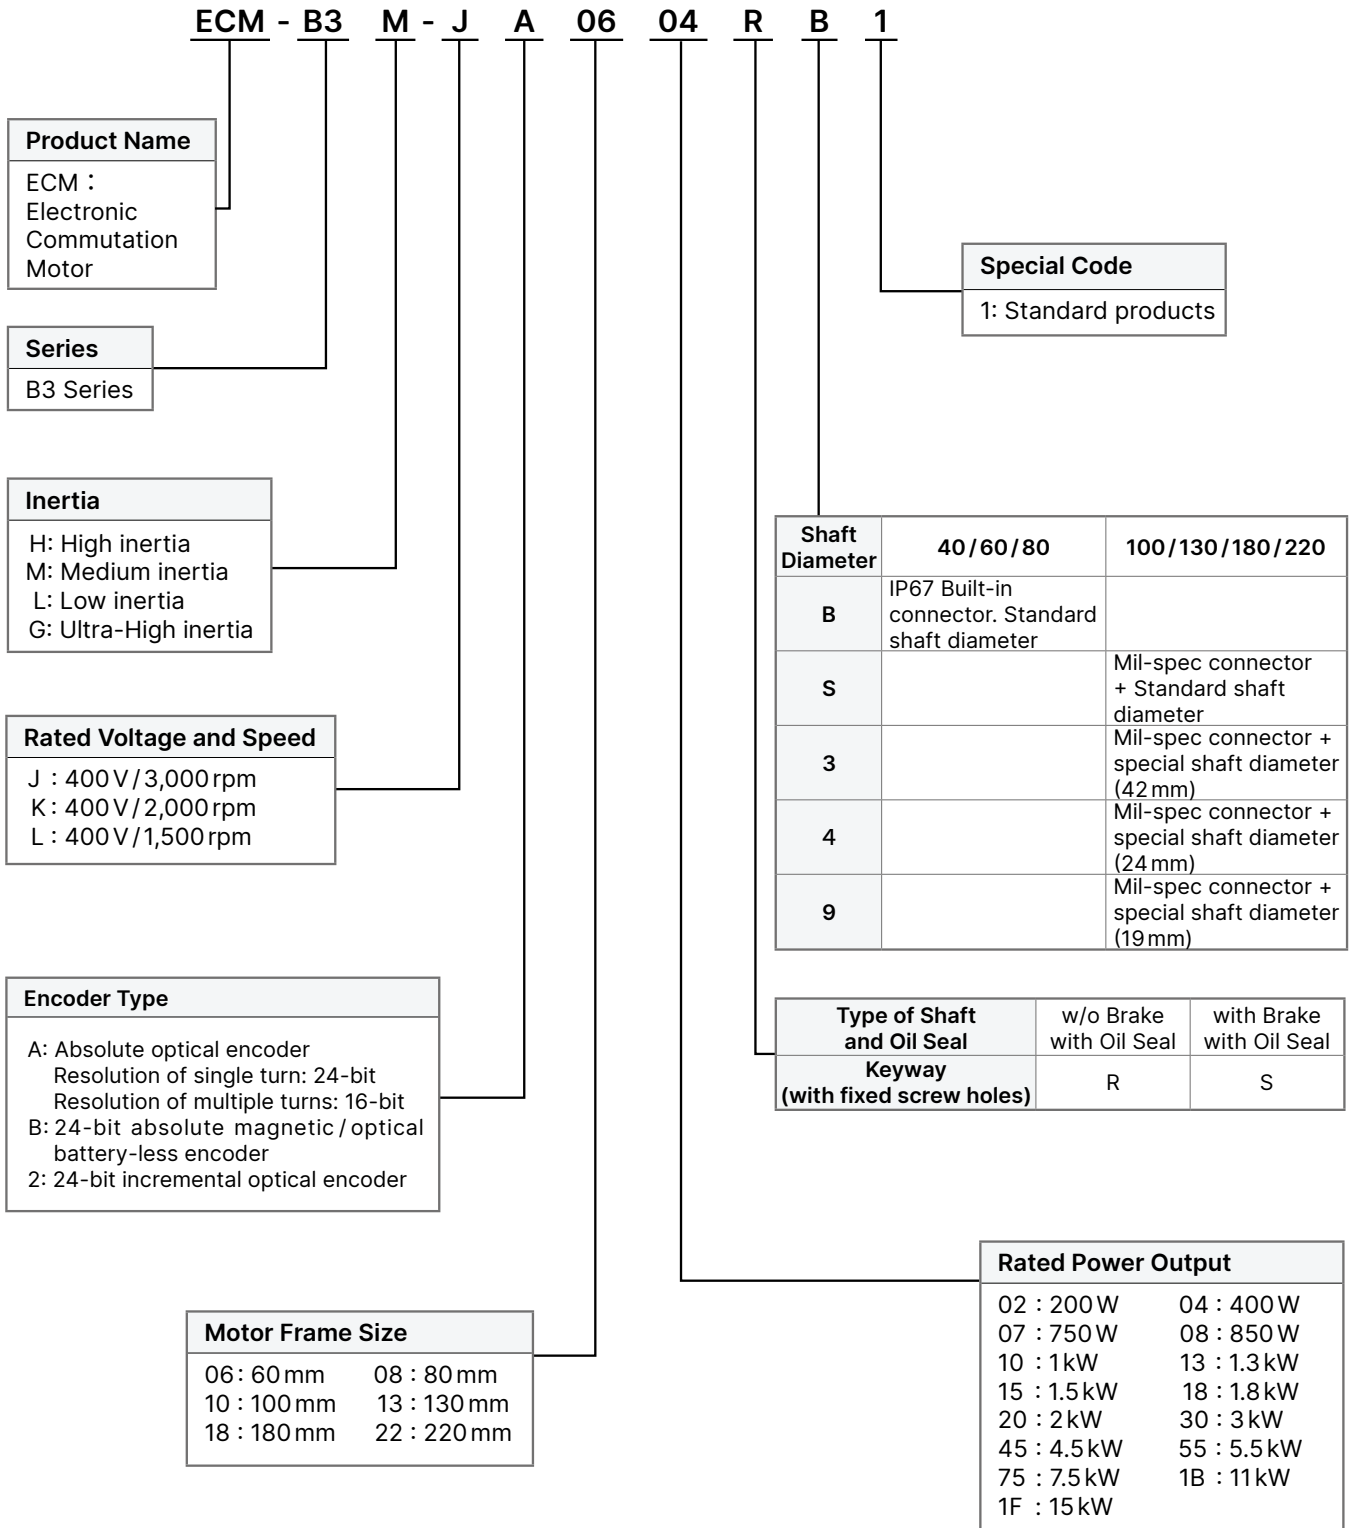 ECM - B3 M - J A 06 04 R B 1
Product Name
ECM：
Electronic
Commutation
Motor
Special Code
1: Standard products
Series
B3 Series
Inertia
H: High inertia
M: Medium inertia
L: Low inertia
G: Ultra-High inertia
Shaft
Diameter
40/60/80
100/130/180/220
B
IP67 Built-in
connector. Standard
shaft diameter
S
Mil-spec connector
+ Standard shaft
diameter
3
Mil-spec connector +
special shaft diameter
(42 mm)
4
Mil-spec connector +
special shaft diameter
(24 mm)
9
Mil-spec connector +
special shaft diameter
(19 mm)
Rated Voltage and Speed
J : 400 V / 3,000 rpm
K : 400 V / 2,000 rpm
L : 400 V / 1,500 rpm
Encoder Type
A: Absolute optical encoder
Resolution of single turn: 24-bit
Resolution of multiple turns: 16-bit
B: 24-bit absolute magnetic / optical
battery-less encoder
2: 24-bit incremental optical encoder
Type of Shaft
and Oil Seal
w/o Brake
with Oil Seal
with Brake
with Oil Seal
Keyway
(with fixed screw holes)
R
S
Motor Frame Size
06 : 60 mm 08 : 80 mm
10 : 100 mm 13 : 130 mm
18 : 180 mm 22 : 220 mm
Rated Power Output
02 : 200 W 04 : 400 W
07 : 750 W 08 : 850 W
10 : 1 kW 13 : 1.3 kW
15 : 1.5 kW 18 : 1.8 kW
20 : 2 kW 30 : 3 kW
45 : 4.5 kW 55 : 5.5 kW
75 : 7.5 kW 1B : 11 kW
1F : 15 kW